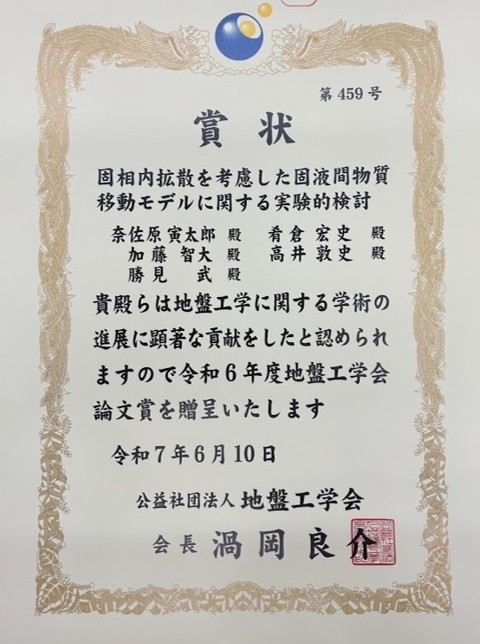 第459号
賞状
固相内拡散を考慮した固液間物質
移動モデルに関する実験的検討
奈佐原寅太郎 殿 肴倉宏史 殿
加藤智大 殿 高井敦史 殿
勝見武 殿
貴殿らは地盤工学に関する学術の
進展に顕著な貢献をしたと認められ
ますので令和6年度地盤工学会
論文賞を贈呈いたします
令和7年6月10日
公益社団法人 地盤工学会
会長 渦岡良介